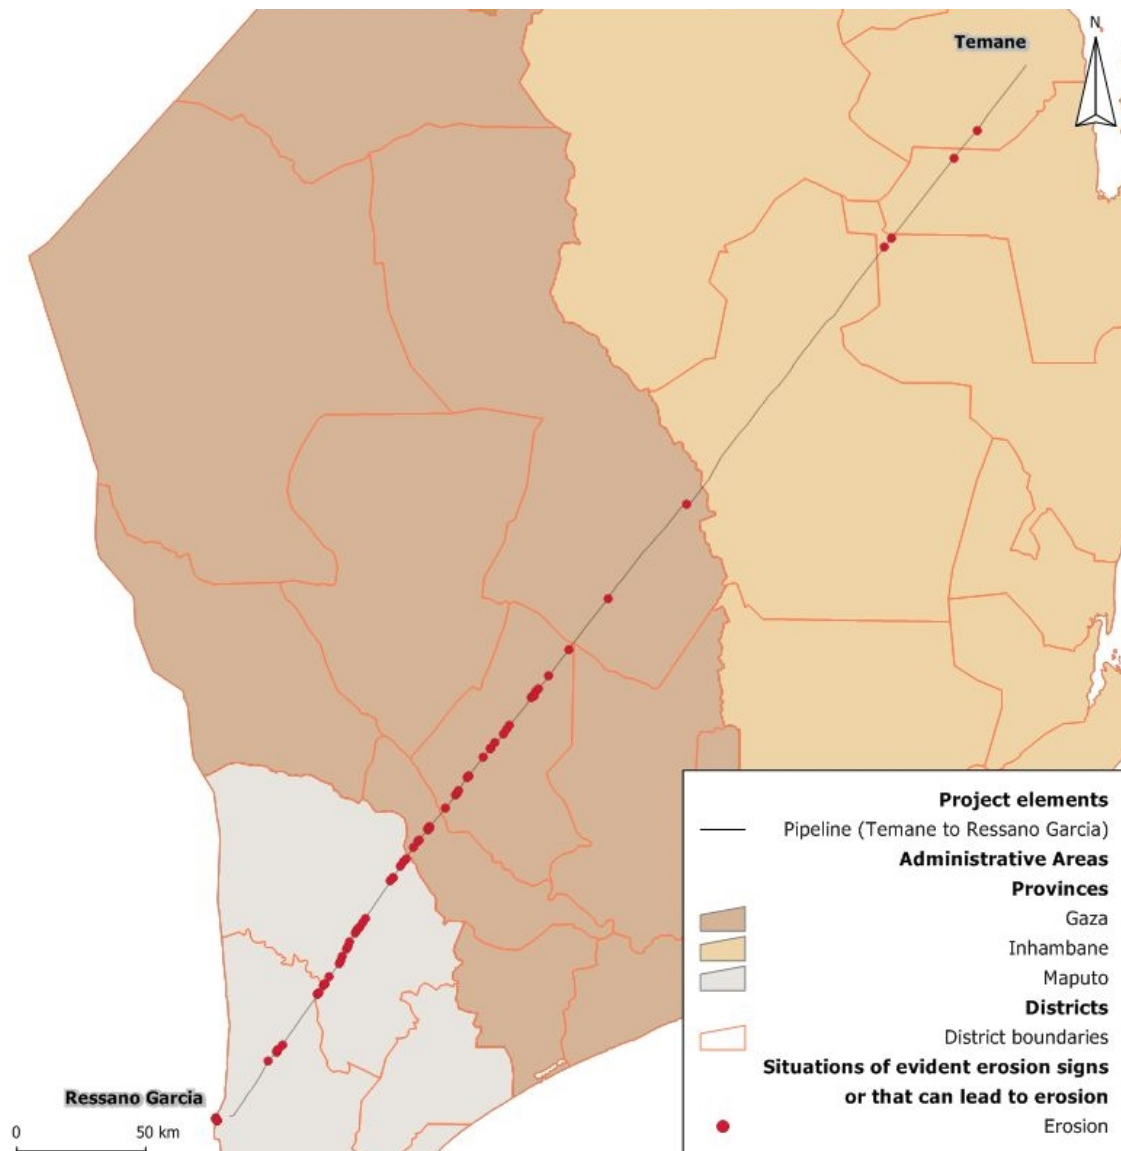 N
Temane
Project elements
Pipeline (Temane to Ressano Garcia)
Administrative Areas
Provinces
Gaza
Inhambane
Maputo
Districts
District boundaries
Situations of evident erosion signs
or that can lead to erosion
Erosion
Ressano Garcia
0 50 km